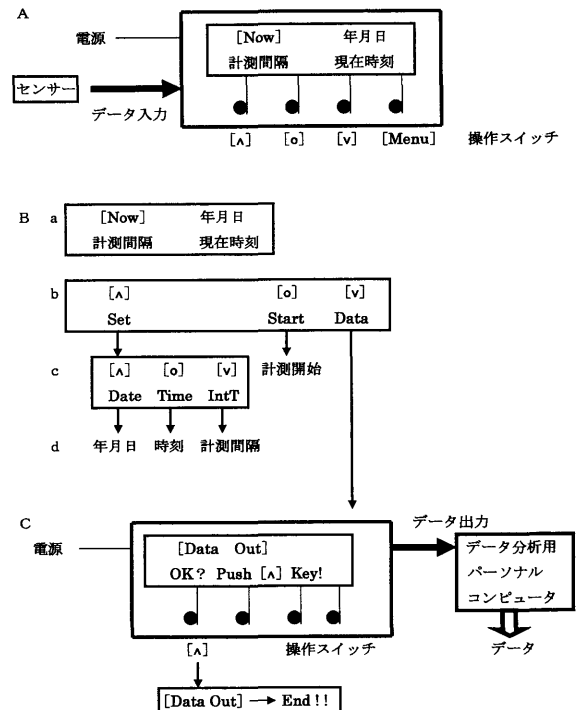 A
電源
[Now] 年月日
計測間隔 現在時刻
センサー
データ入力
[∧] [o] [∨] [Menu] 操作スイッチ
B a [Now] 年月日
計測間隔 現在時刻
b [∧] [o] [∨]
Set Start Data
c [∧] [o] [∨] 計測開始
Date Time IntT
d 年月日 時刻 計測間隔
C
データ出力
電源
[Data Out]
OK? Push [∧] Key!
データ分析用
パーソナル
コンピュータ
[∧] 操作スイッチ
データ
[Data Out] → End!!